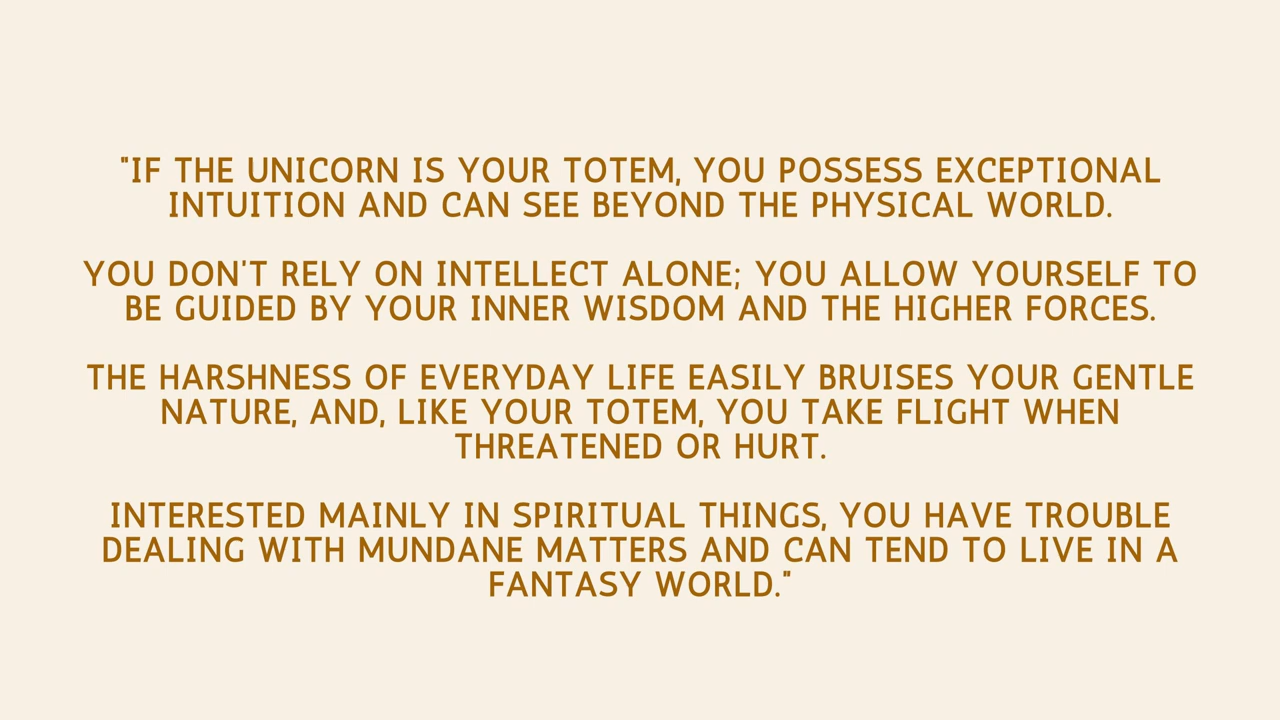 "IF THE UNICORN IS YOUR TOTEM, YOU POSSESS EXCEPTIONAL
INTUITION AND CAN SEE BEYOND THE PHYSICAL WORLD.
YOU DON'T RELY ON INTELLECT ALONE; YOU ALLOW YOURSELF TO
BE GUIDED BY YOUR INNER WISDOM AND THE HIGHER FORCES.
THE HARSHNESS OF EVERYDAY LIFE EASILY BRUISES YOUR GENTLE
NATURE, AND, LIKE YOUR TOTEM, YOU TAKE FLIGHT WHEN
THREATENED OR HURT.
INTERESTED MAINLY IN SPIRITUAL THINGS, YOU HAVE TROUBLE
DEALING WITH MUNDANE MATTERS AND CAN TEND TO LIVE IN A
FANTASY WORLD."